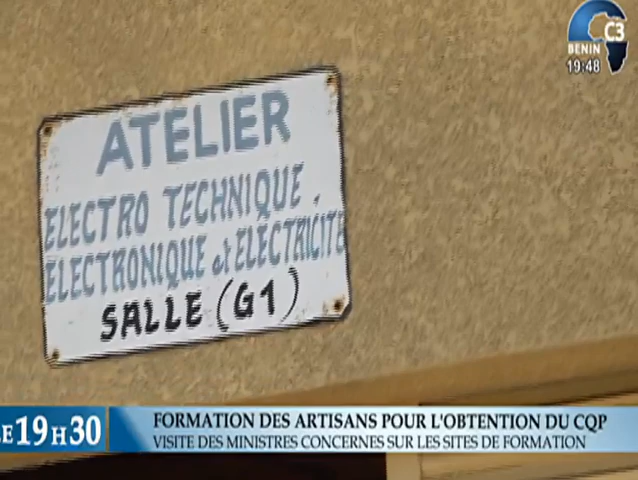 C3
BENIN
19:48
ATELIER
ELECTRO TECHNIQUE,
ELECTRONIQUE et ELECTRICITE
SALLE (G1)
LE 19H30
FORMATION DES ARTISANS POUR L'OBTENTION DU CQP
VISITE DES MINISTRES CONCERNES SUR LES SITES DE FORMATION